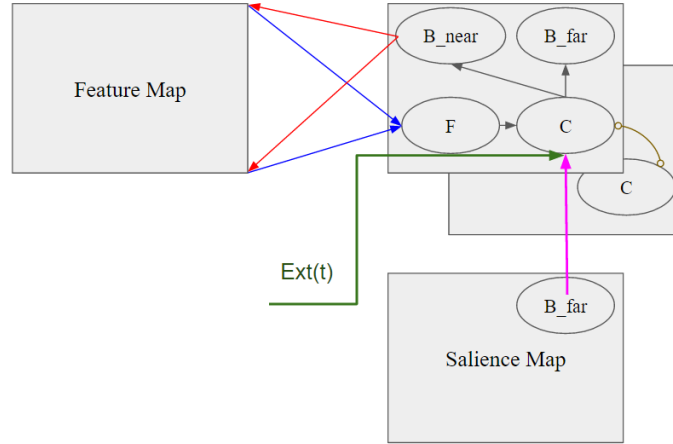 B_near
B_far
Feature Map
F
C
C
Ext(t)
B_far
Salience Map